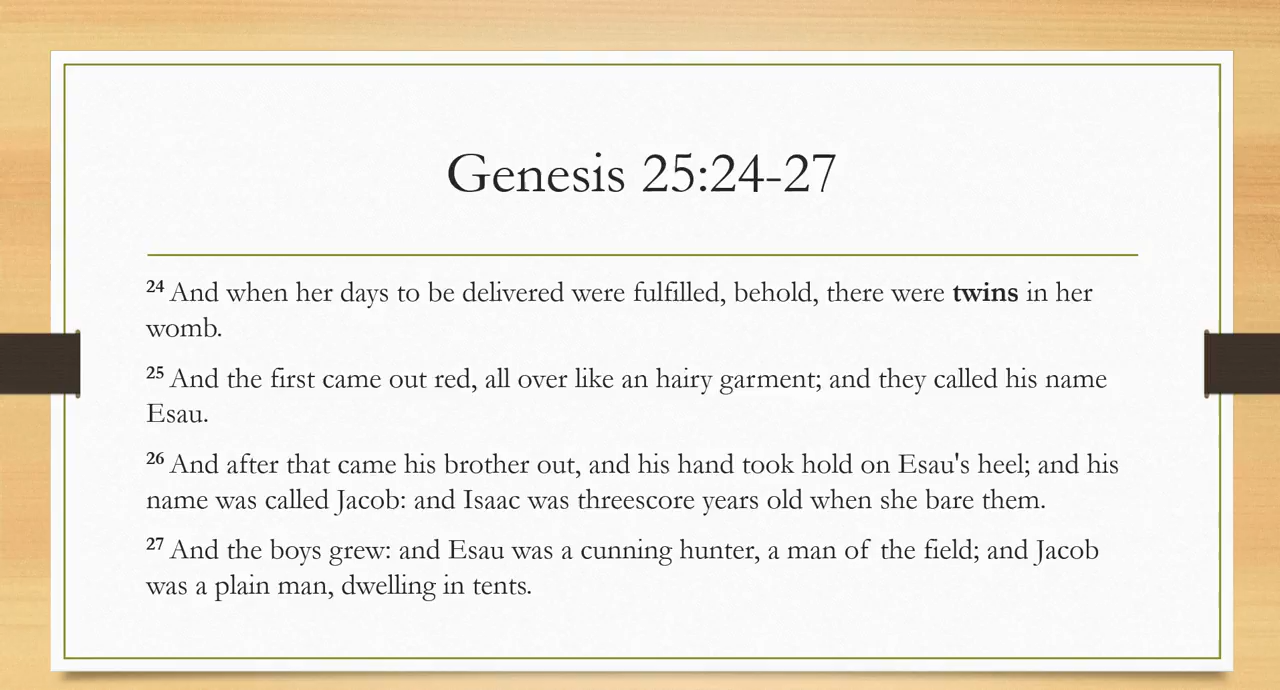 Genesis 25:24-27
24 And when her days to be delivered were fulfilled, behold, there were twins in her
womb.
25 And the first came out red, all over like an hairy garment; and they called his name
Esau.
26 And after that came his brother out, and his hand took hold on Esau's heel; and his
name was called Jacob: and Isaac was threescore years old when she bare them.
27 And the boys grew: and Esau was a cunning hunter, a man of the field; and Jacob
was a plain man, dwelling in tents.